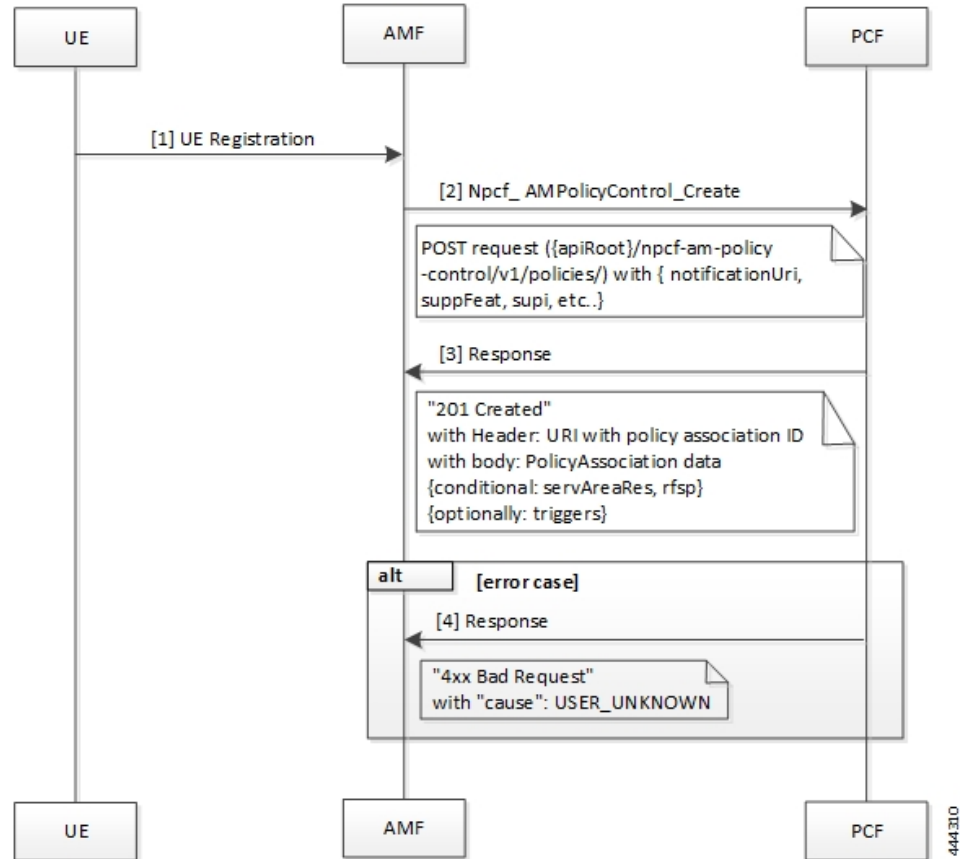 UE
AMF
PCF
[1] UE Registration
[2] Npcf_ AMPolicyControl_Create
POST request ({apiRoot}/npcf-am-policy
-control/v1/policies/) with { notificationUri,
suppFeat, supi, etc..}
[3] Response
"201 Created"
with Header: URI with policy association ID
with body: PolicyAssociation data
{conditional: servAreaRes, rfsp}
{optionally: triggers}
alt
[error case]
[4] Response
"4xx Bad Request"
with "cause": USER_UNKNOWN
UE
AMF
PCF
444310